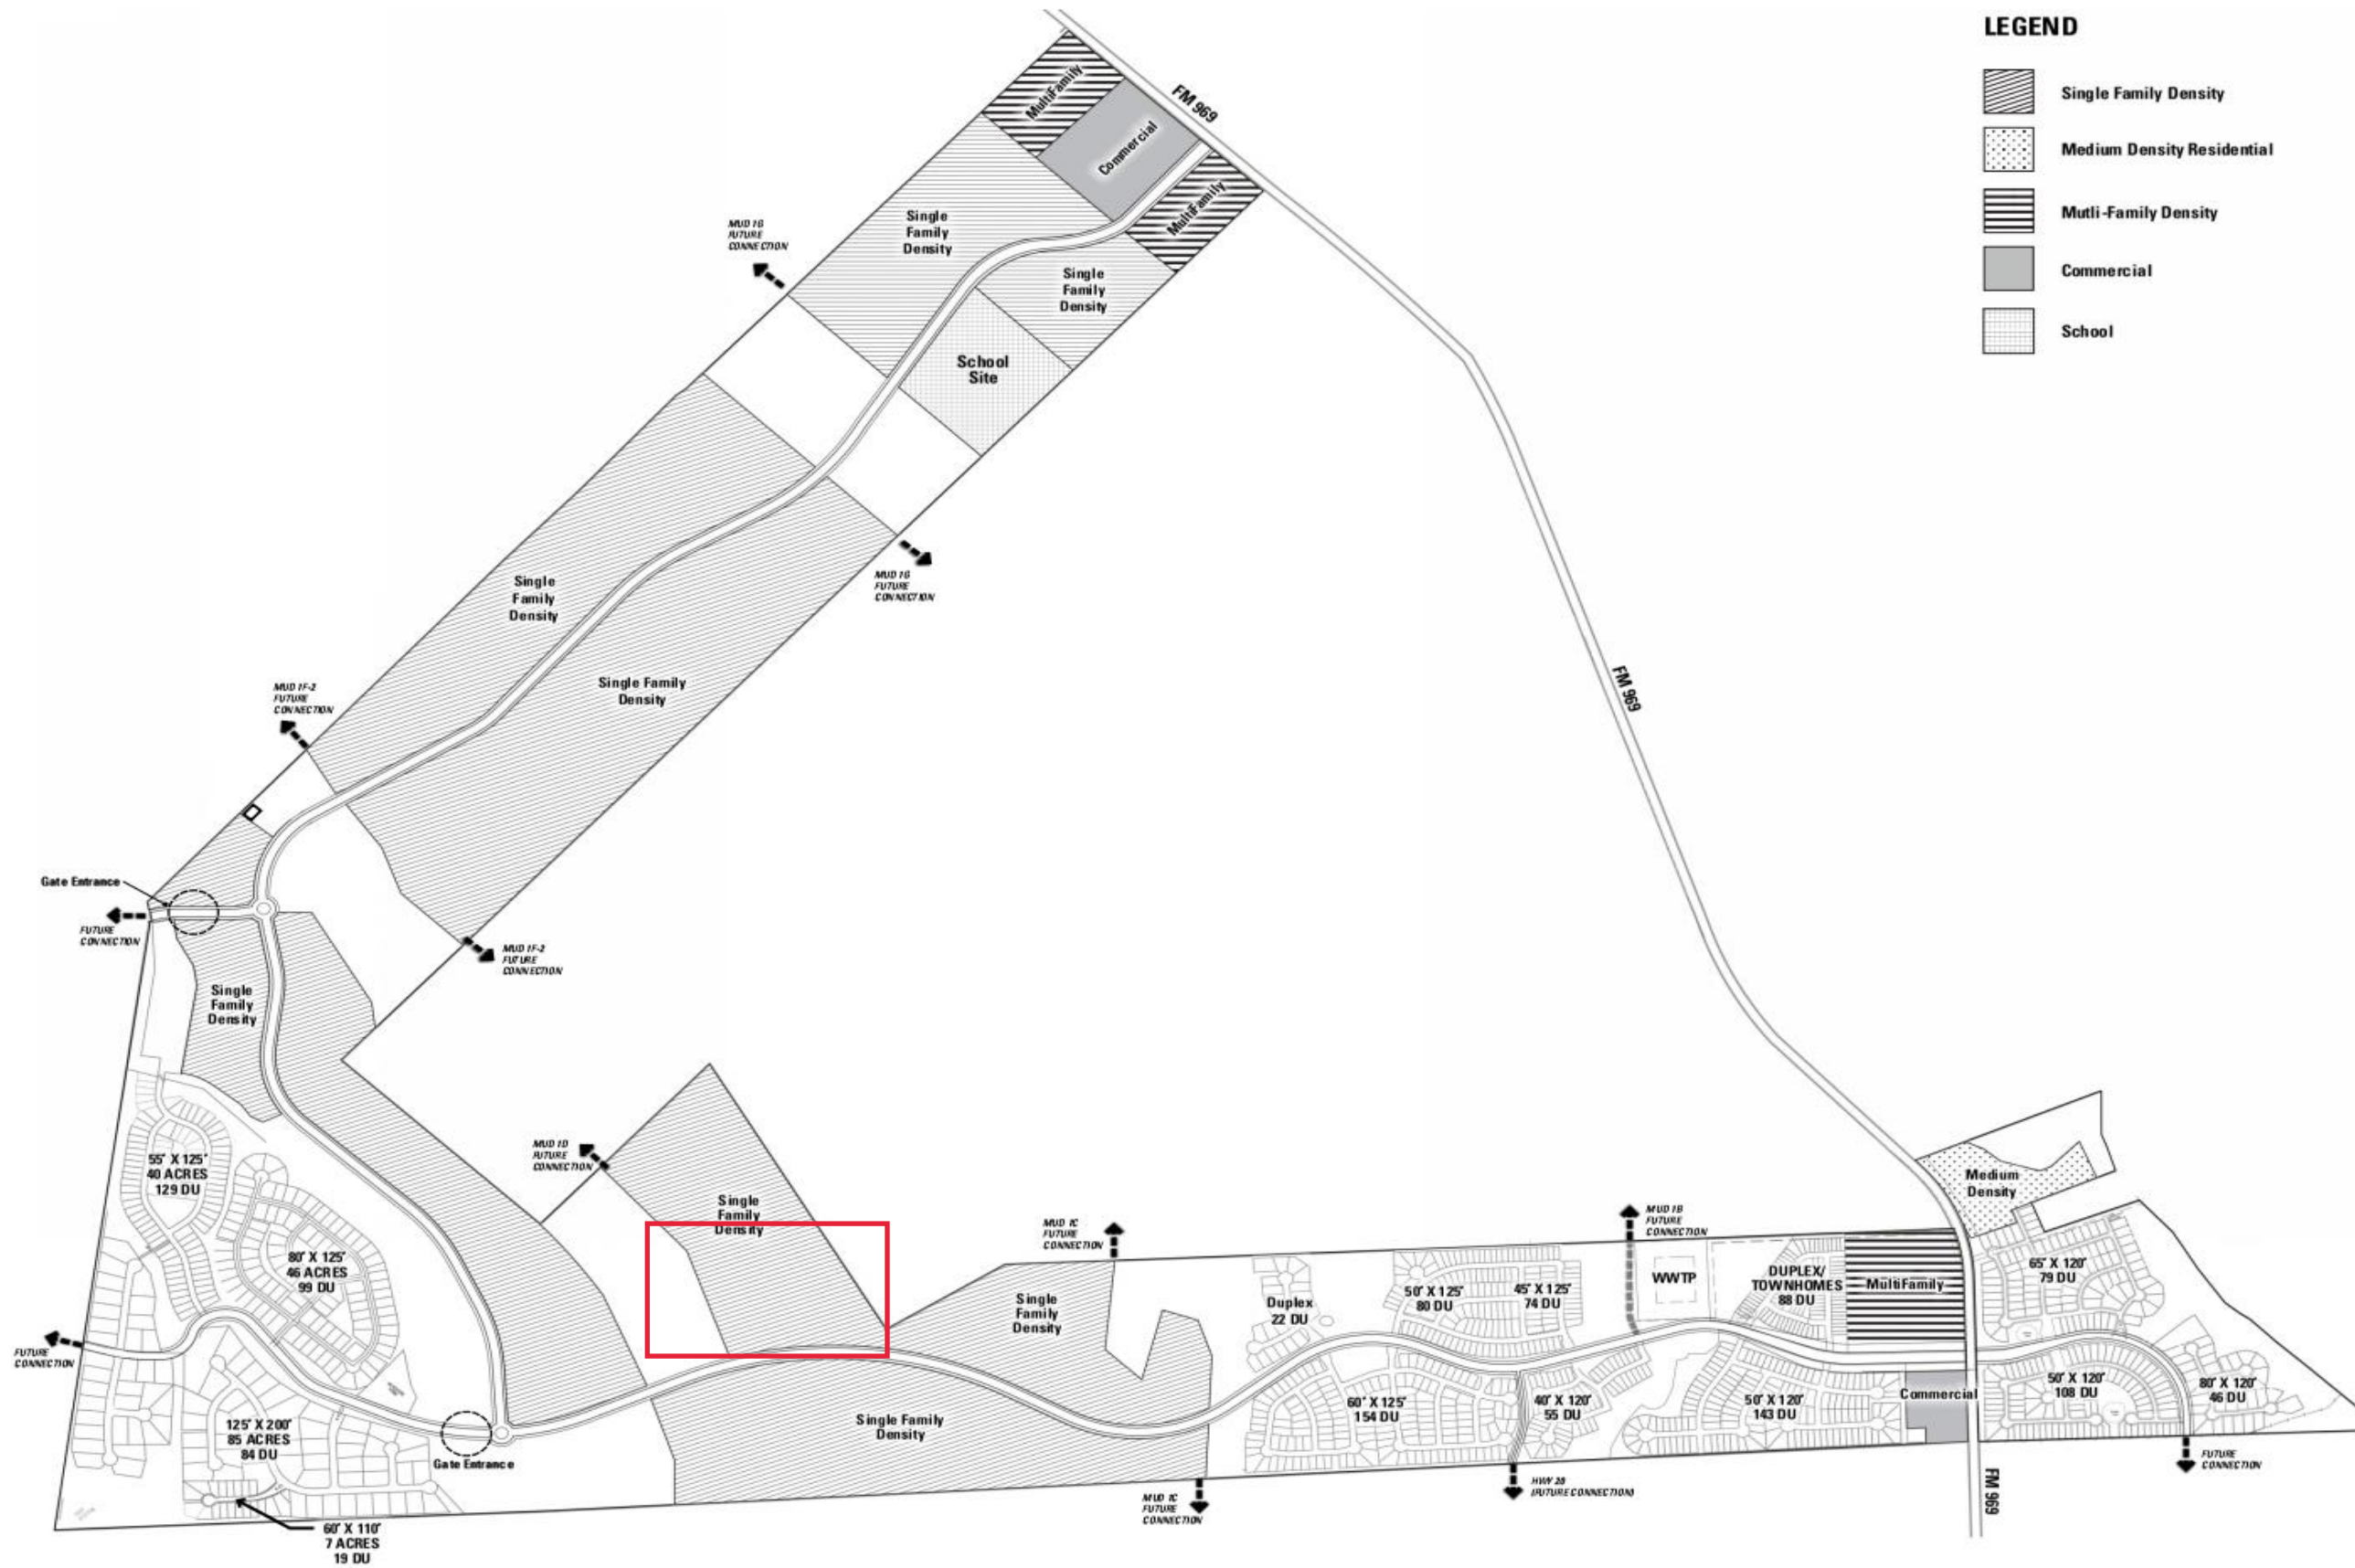 LEGEND
Single Family Density
Medium Density Residential
Mutli-Family Density
Commercial
School
FM 969
MultiFamily
Commercial
MultiFamily
Single
Family
Density
Single
Family
Density
School
Site
MUD 1G
FUTURE
CONNECTION
MUD 1G
FUTURE
CONNECTION
Single
Family
Density
Single Family
Density
FM 969
MUD 1F-2
FUTURE
CONNECTION
Gate Entrance
FUTURE
CONNECTION
MUD 1F-2
FUTURE
CONNECTION
Single
Family
Density
55' X 125'
40 ACRES
129 DU
80' X 125'
46 ACRES
99 DU
FUTURE
CONNECTION
125' X 200'
85 ACRES
84 DU
Gate Entrance
60' X 110'
7 ACRES
19 DU
MUD 1D
FUTURE
CONNECTION
Single
Family
Density
MUD 1C
FUTURE
CONNECTION
Single
Family
Density
Single Family
Density
MUD 1C
FUTURE
CONNECTION
Duplex
22 DU
50' X 125'
80 DU
45' X 125'
74 DU
60' X 125'
154 DU
40' X 120'
55 DU
HWY 20
(FUTURE CONNECTION)
MUD 1B
FUTURE
CONNECTION
WWTP
DUPLEX/
TOWNHOMES
88 DU
MultiFamily
50' X 120'
143 DU
Commercial
Medium
Density
65' X 120'
79 DU
50' X 120'
108 DU
80' X 120'
46 DU
FUTURE
CONNECTION
FM 969